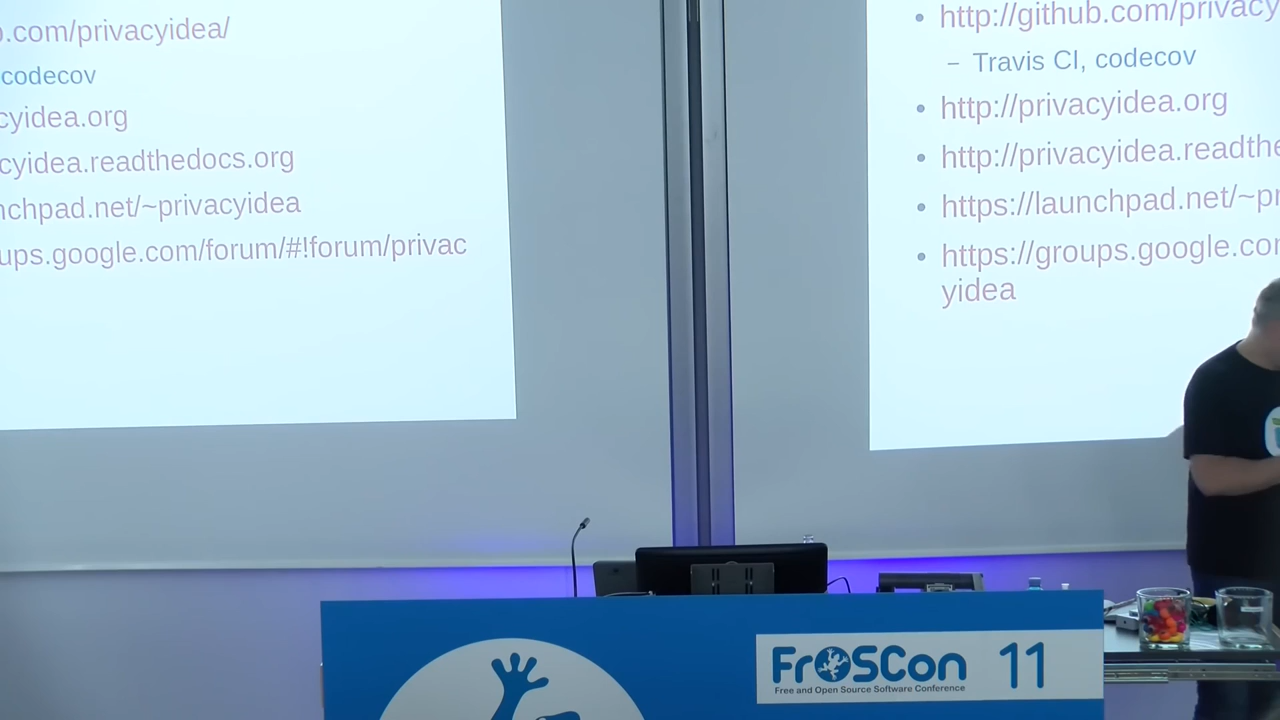 b.com/privacyidea/
codecov
cyidea.org
cyidea.readthedocs.org
nchpad.net/~privacyidea
ups.google.com/forum/#!forum/privac
• http://github.com/privacy
– Travis CI, codecov
• http://privacyidea.org
• http://privacyidea.readthe
• https://launchpad.net/~pr
• https://groups.google.com
yidea
FrOSCon 11
Free and Open Source Software Conference